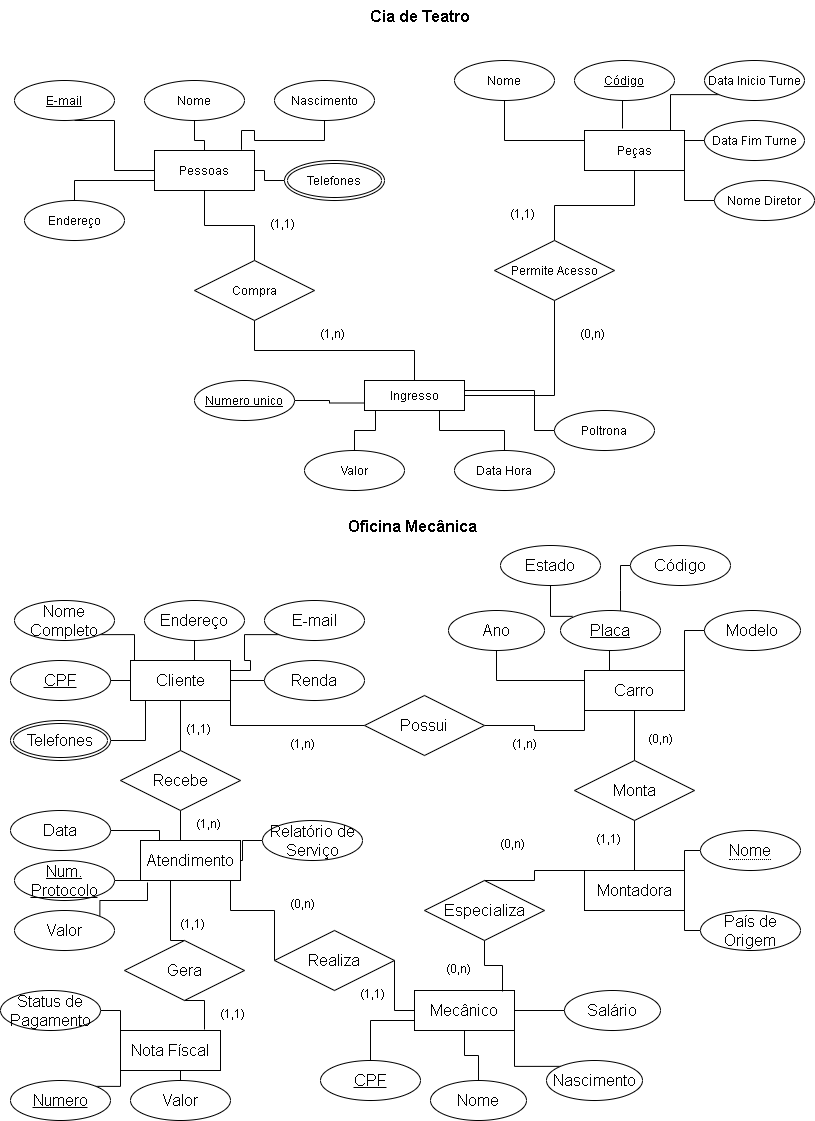 Cia de Teatro
Nome
Código
Data Inicio Turne
E-mail
Nome
Nascimento
Data Fim Turne
Peças
Pessoas
Telefones
Nome Diretor
Endereço
(1,1)
(1,1)
Compra
Permite Acesso
(1,n)
(0,n)
Ingresso
Numero unico
Poltrona
Valor
Data Hora
Oficina Mecânica
Estado
Código
Nome
Completo
Endereço
E-mail
Ano
Placa
Modelo
CPF
Cliente
Renda
Carro
Telefones
(1,1)
(1,n)
Possui
(1,n)
(0,n)
Recebe
Monta
(1,n)
Data
Relatório de
Serviço
(1,1)
(0,n)
Nome
Atendimento
Num.
Protocolo
Montadora
Valor
(1,1)
(0,n)
Especializa
País de
Origem
Gera
Realiza
(0,n)
(1,1)
Status de
Pagamento
(1,1)
Mecânico
Salário
Nota Físcal
CPF
Nascimento
Numero
Valor
Nome